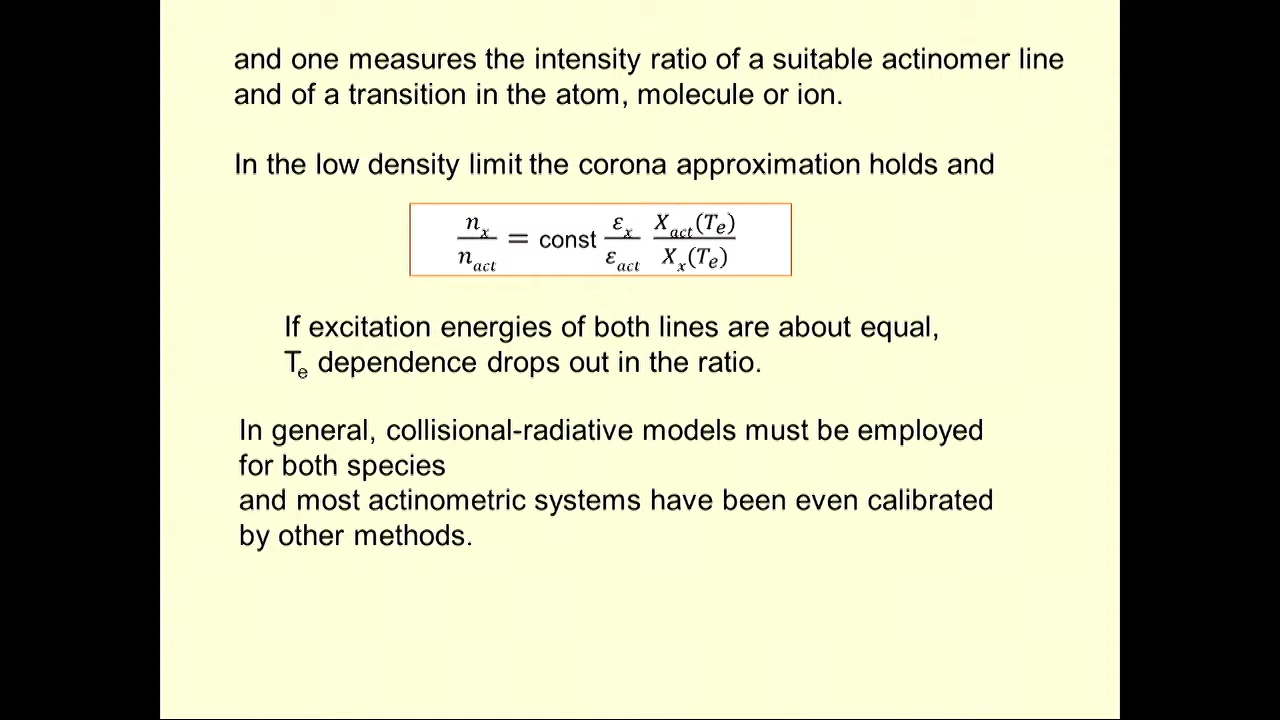 and one measures the intensity ratio of a suitable actinomer line
and of a transition in the atom, molecule or ion.
In the low density limit the corona approximation holds and
n_x / n_act = const ε_x / ε_act X_act(T_e) / X_x(T_e)
If excitation energies of both lines are about equal,
T_e dependence drops out in the ratio.
In general, collisional-radiative models must be employed
for both species
and most actinometric systems have been even calibrated
by other methods.